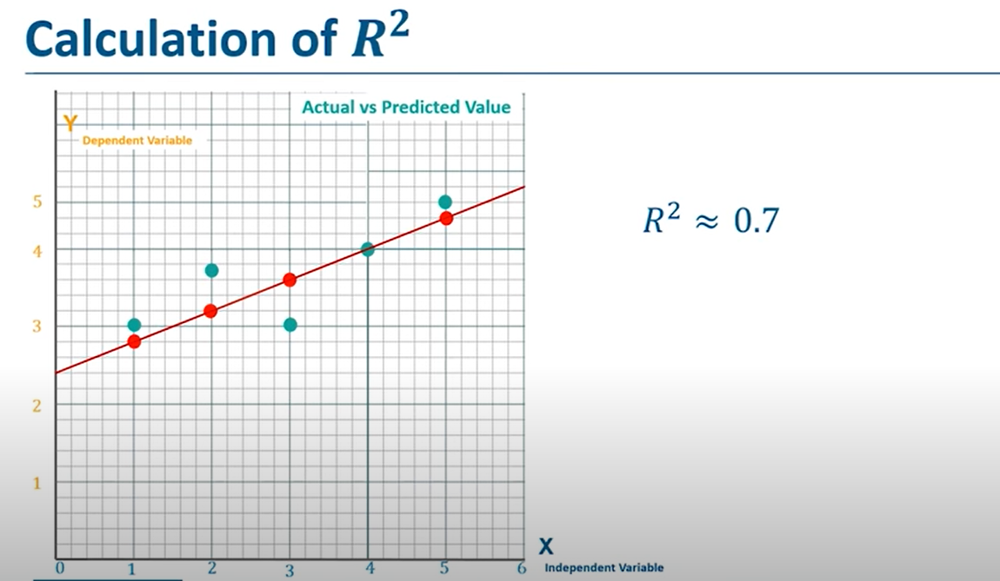 Calculation of R²
Actual vs Predicted Value
Y
Dependent Variable
5
4
3
2
1
0 1 2 3 4 5 6
X
Independent Variable
R² ≈ 0.7